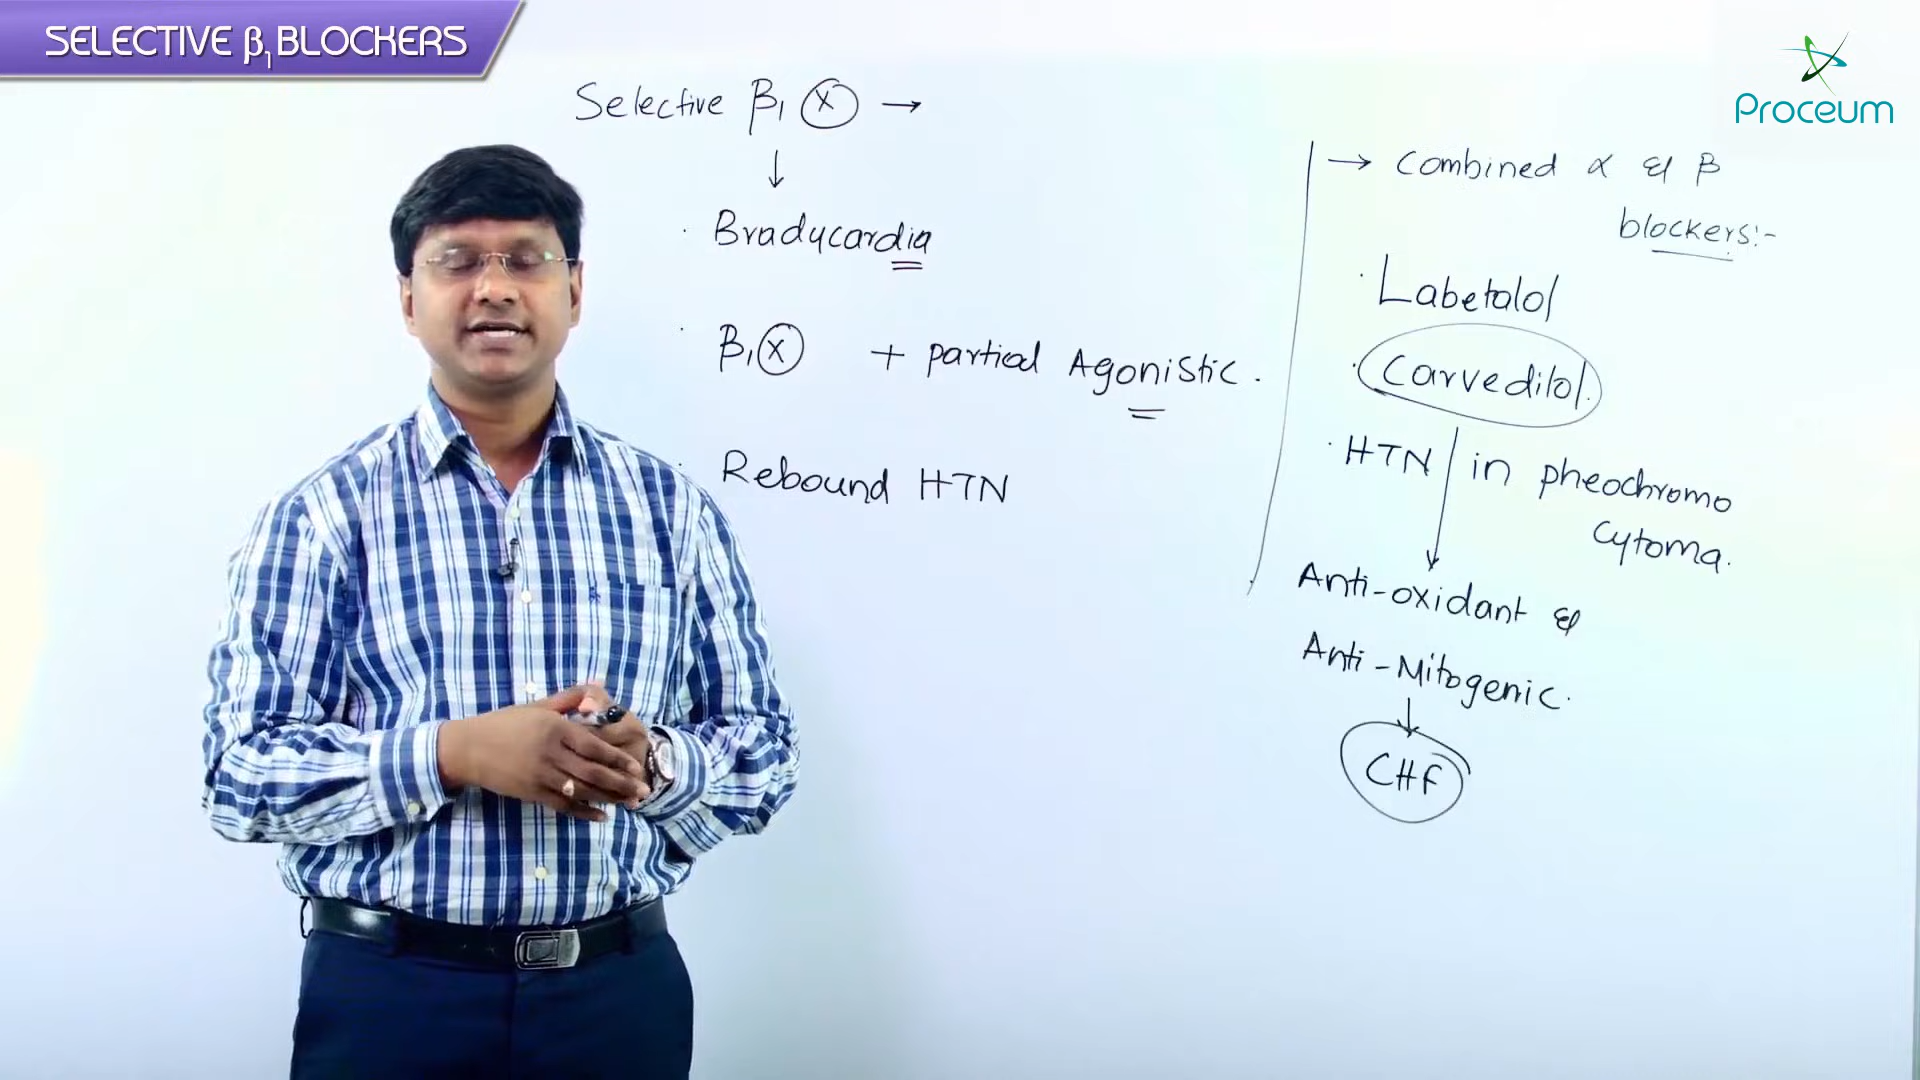 SELECTIVE β1 BLOCKERS
Proceum
Selective β1 (X) →
↓
· Bradycardia
· β1 (X) + partial Agonistic.
· Rebound HTN
→ Combined α & β
blockers:-
· Labetalol
· Carvedilol.
· HTN in pheochromo
cytoma.
Anti-oxidant &
Anti-Mitogenic.
↓
CHF